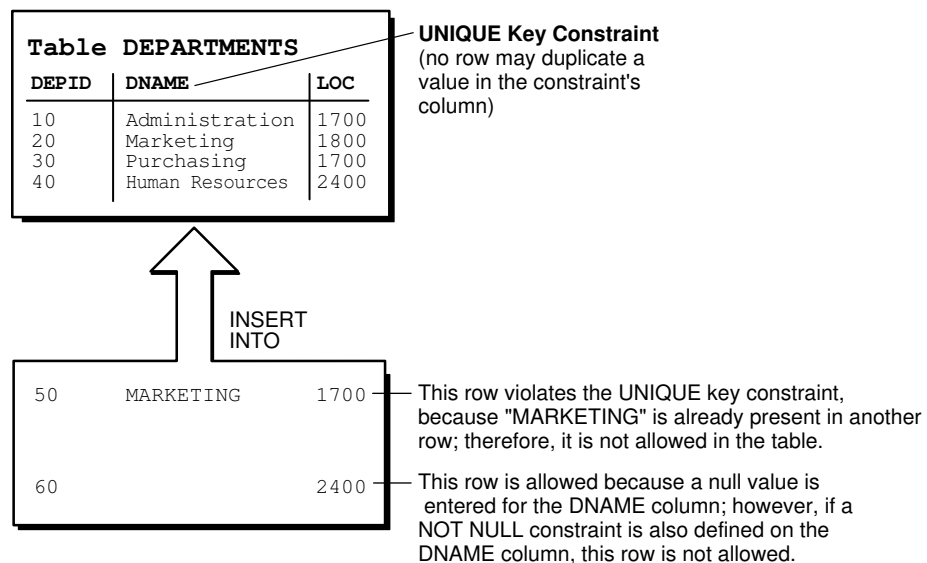 Table DEPARTMENTS
DEPID DNAME LOC
10 Administration 1700
20 Marketing 1800
30 Purchasing 1700
40 Human Resources 2400
UNIQUE Key Constraint
(no row may duplicate a
value in the constraint's
column)
INSERT
INTO
50 MARKETING 1700
This row violates the UNIQUE key constraint,
because "MARKETING" is already present in another
row; therefore, it is not allowed in the table.
60 2400
This row is allowed because a null value is
entered for the DNAME column; however, if a
NOT NULL constraint is also defined on the
DNAME column, this row is not allowed.